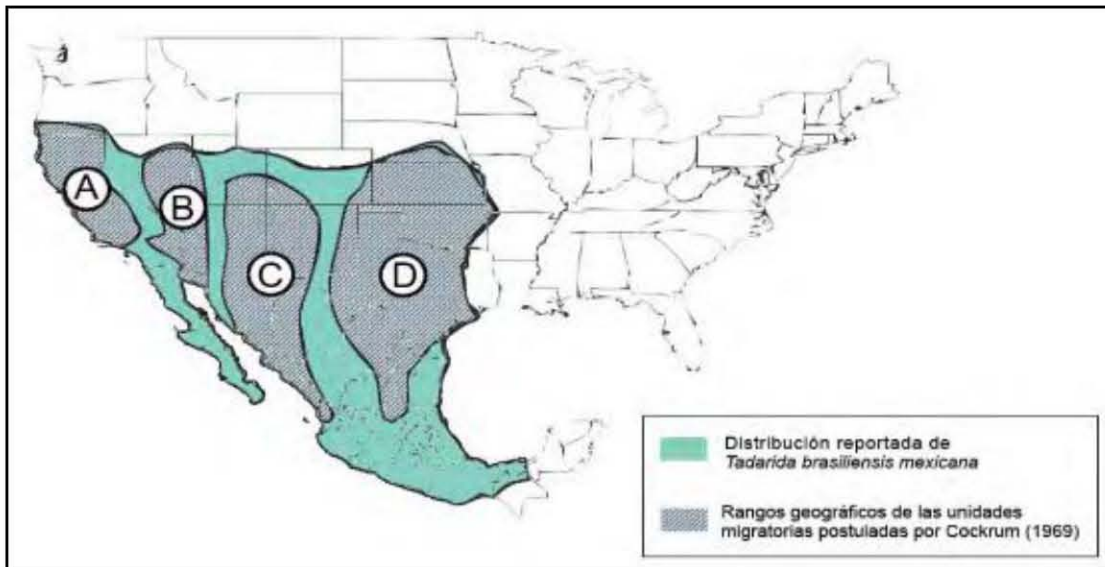 A
B
C
D
Distribución reportada de
Tadarida brasiliensis mexicana
Rangos geográficos de las unidades
migratorias postuladas por Cockrum (1969)